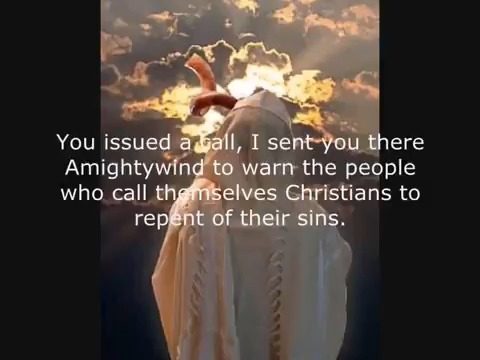 You issued a call, I sent you there
Amightywind to warn the people
who call themselves Christians to
repent of their sins.